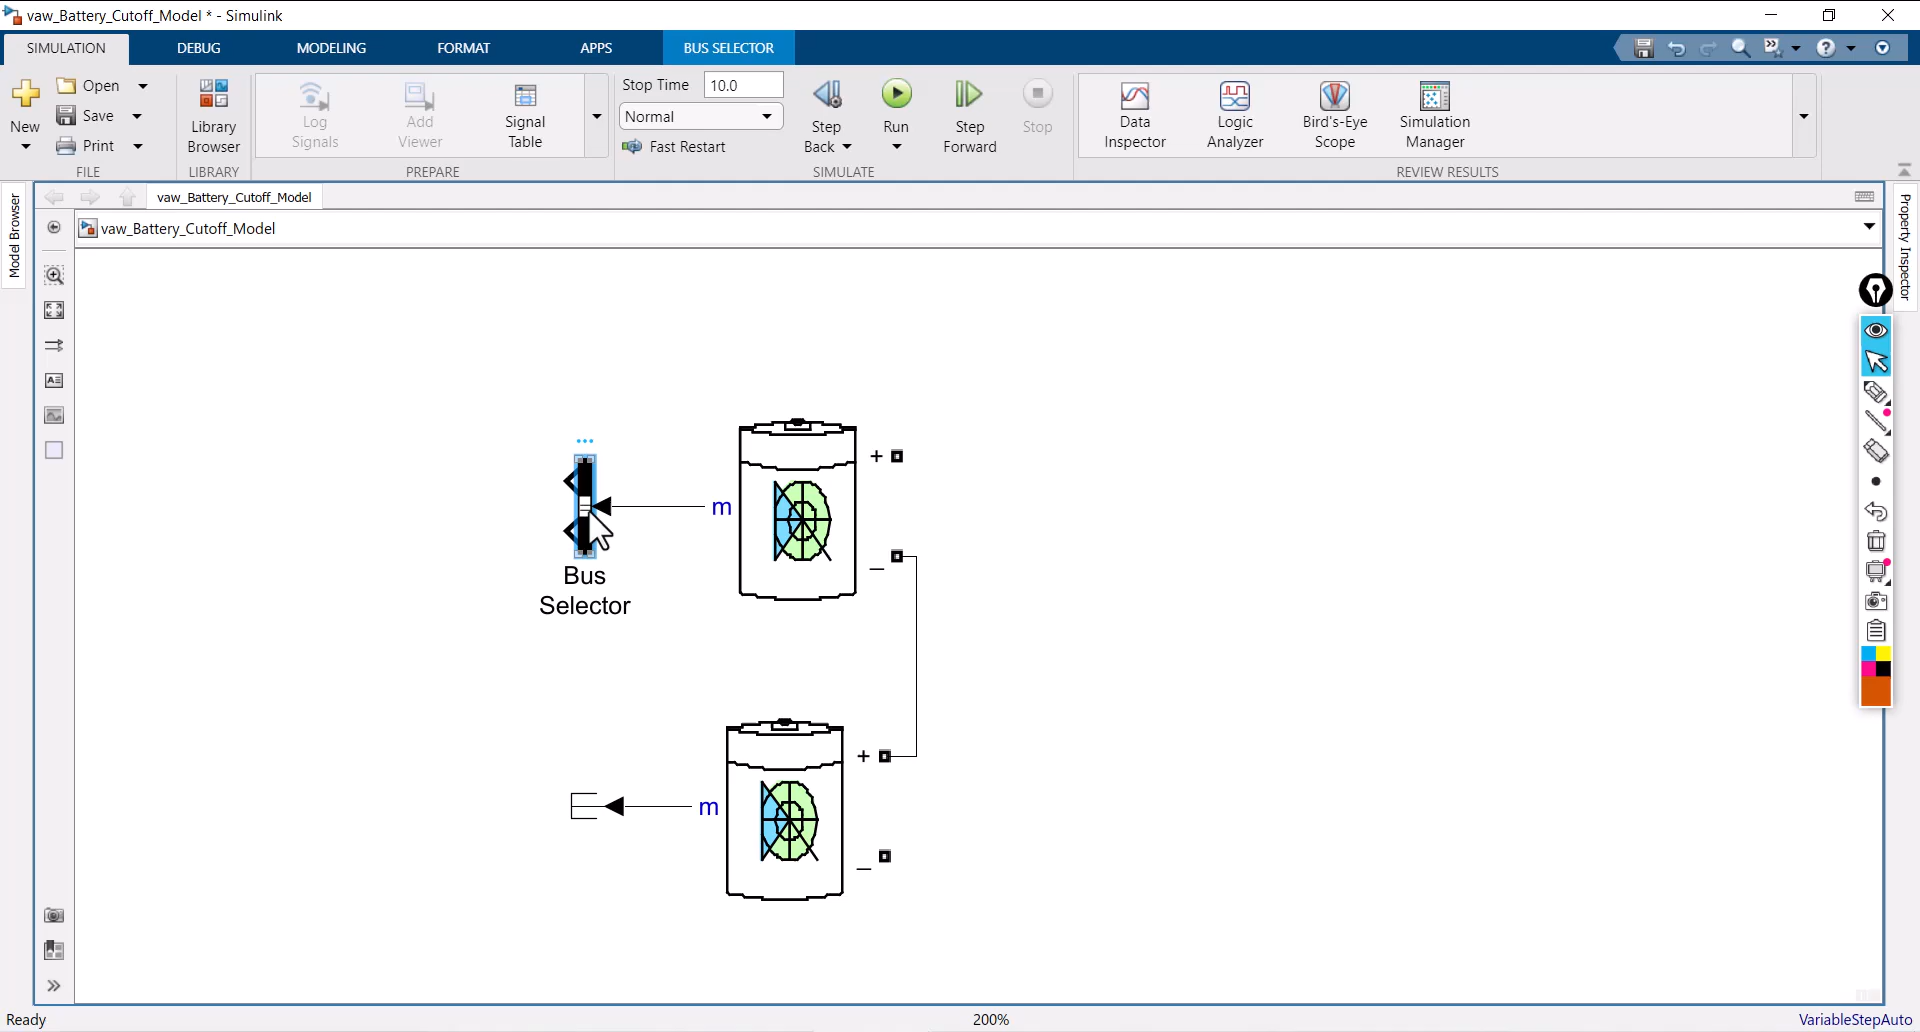 vaw_Battery_Cutoff_Model * - Simulink
SIMULATION DEBUG MODELING FORMAT APPS BUS SELECTOR
New
Open
Save
Print
FILE
Library
Browser
LIBRARY
Log
Signals
Add
Viewer
Signal
Table
PREPARE
Stop Time 10.0
Normal
Fast Restart
Step
Back
Run
Step
Forward
Stop
SIMULATE
Data
Inspector
Logic
Analyzer
Bird's-Eye
Scope
Simulation
Manager
REVIEW RESULTS
Model Browser
vaw_Battery_Cutoff_Model
vaw_Battery_Cutoff_Model
Property Inspector
+
m
_
Bus
Selector
+
m
_
Ready 200% VariableStepAuto